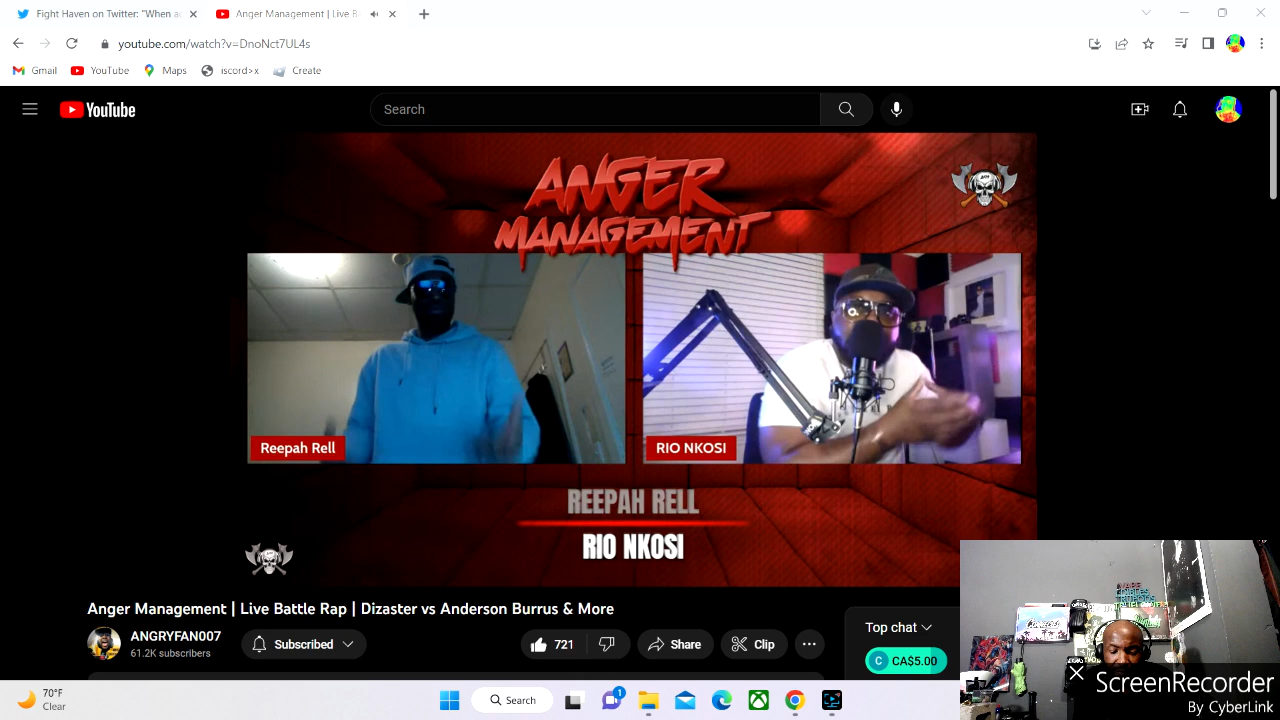 Fight Haven on Twitter: "When a
Anger Management | Live B
youtube.com/watch?v=DnoNct7UL4s
Gmail
YouTube
Maps
iscord>x
Create
YouTube
Search
ANGER
MANAGEMENT
Reepah Rell
RIO NKOSI
REEPAH RELL
RIO NKOSI
Anger Management | Live Battle Rap | Dizaster vs Anderson Burrus & More
ANGRYFAN007
61.2K subscribers
Subscribed
721
Share
Clip
Top chat
C CA$5.00
ScreenRecorder
By CyberLink
70°F
Clear
Search
1